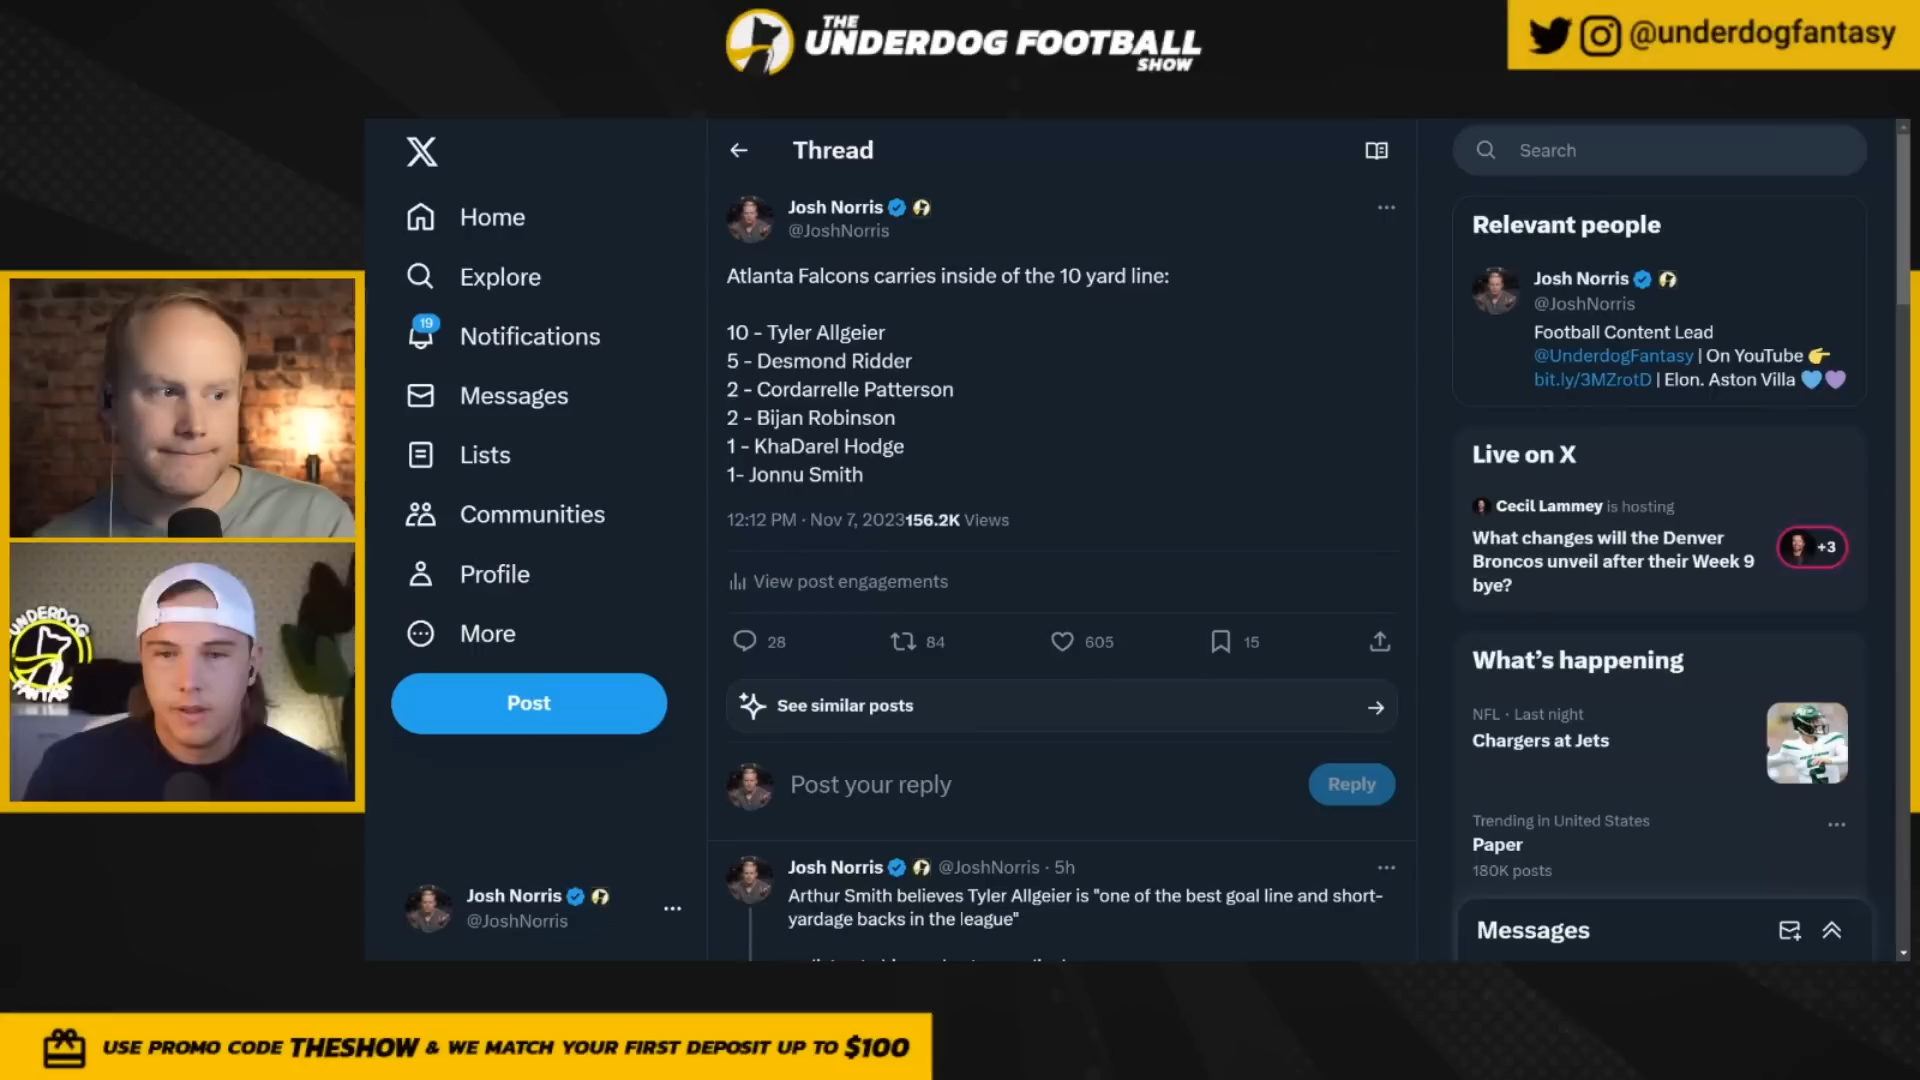 THE
UNDERDOG FOOTBALL
SHOW
@underdogfantasy
Home
Explore
19
Notifications
Messages
Lists
Communities
Profile
More
Post
Josh Norris
@JoshNorris
Thread
Josh Norris
@JoshNorris
Atlanta Falcons carries inside of the 10 yard line:
10 - Tyler Allgeier
5 - Desmond Ridder
2 - Cordarrelle Patterson
2 - Bijan Robinson
1 - KhaDarel Hodge
1- Jonnu Smith
12:12 PM · Nov 7, 2023156.2K Views
View post engagements
28 84 605 15
See similar posts
Post your reply
Reply
Josh Norris @JoshNorris · 5h
Arthur Smith believes Tyler Allgeier is "one of the best goal line and short-
yardage backs in the league"
Search
Relevant people
Josh Norris
@JoshNorris
Football Content Lead
@UnderdogFantasy | On YouTube
bit.ly/3MZrotD | Elon. Aston Villa
Live on X
Cecil Lammey is hosting
What changes will the Denver
Broncos unveil after their Week 9
bye?
+3
What's happening
NFL · Last night
Chargers at Jets
Trending in United States
Paper
180K posts
Messages
UNDERDOG
FANTAS
USE PROMO CODE THESHOW & WE MATCH YOUR FIRST DEPOSIT UP TO $100